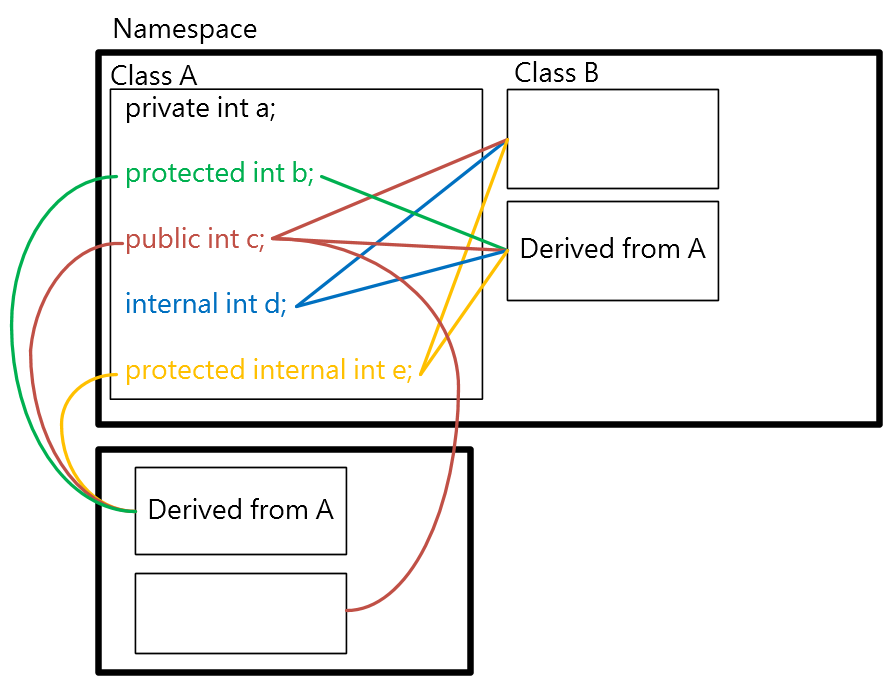 Namespace
Class A
Class B
private int a;
protected int b;
public int c;
Derived from A
internal int d;
protected internal int e;
Derived from A